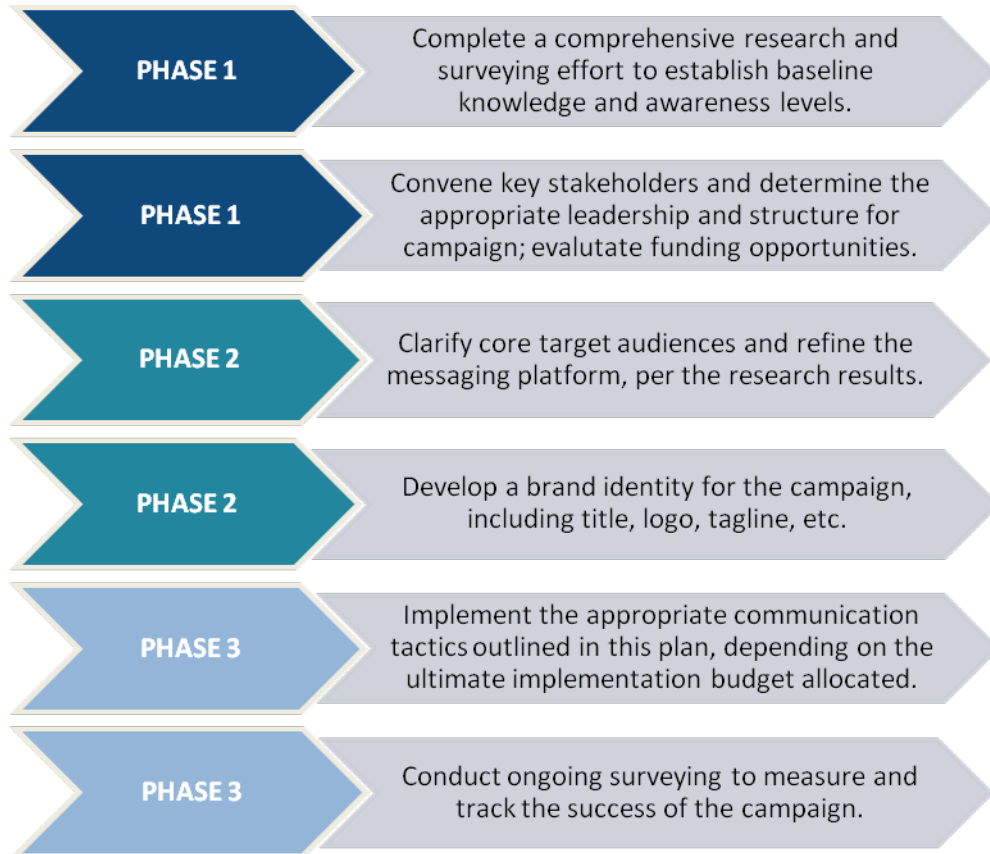 PHASE 1
Complete a comprehensive research and
surveying effort to establish baseline
knowledge and awareness levels.
PHASE 1
Convene key stakeholders and determine the
appropriate leadership and structure for
campaign; evalutate funding opportunities.
PHASE 2
Clarify core target audiences and refine the
messaging platform, per the research results.
PHASE 2
Develop a brand identity for the campaign,
including title, logo, tagline, etc.
PHASE 3
Implement the appropriate communication
tactics outlined in this plan, depending on the
ultimate implementation budget allocated.
PHASE 3
Conduct ongoing surveying to measure and
track the success of the campaign.